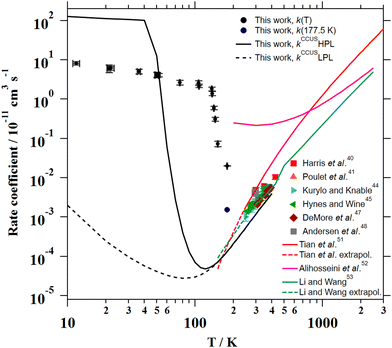 This work, k(T)
This work, k(177.5 K)
This work, kᶜᶜᵁˢHPL
This work, kᶜᶜᵁˢLPL
Rate coefficient / 10⁻¹¹ cm³ s⁻¹
10²
10¹
10⁰
10⁻¹
10⁻²
10⁻³
10⁻⁴
10⁻⁵
Harris et al.⁴⁰
Poulet et al.⁴¹
Kurylo and Knable⁴⁴
Hynes and Wine⁴⁵
DeMore et al.⁴⁷
Andersen et al.⁴⁸
Tian et al.⁵¹
Tian et al. extrapol.
Alihosseini et al.⁵²
Li and Wang⁵³
Li and Wang extrapol.
10 2 3 4 5 6 100 2 3 4 5 6 1000 2
T / K